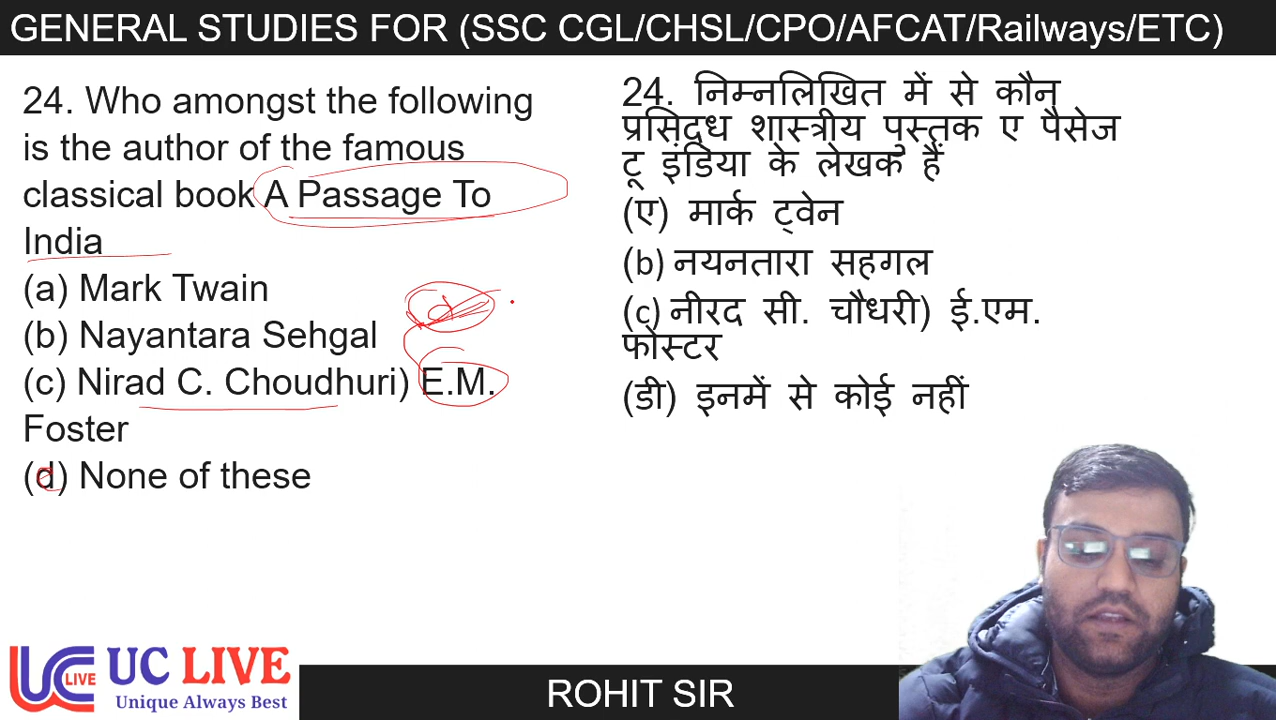 GENERAL STUDIES FOR (SSC CGL/CHSL/CPO/AFCAT/Railways/ETC)
24. Who amongst the following
is the author of the famous
classical book A Passage To
India
(a) Mark Twain
(b) Nayantara Sehgal
(c) Nirad C. Choudhuri) E.M.
Foster
(d) None of these
24. निम्नलिखित में से कौन
प्रसिद्ध शास्त्रीय पुस्तक ए पैसेज
टू इंडिया के लेखक हैं
(ए) मार्क ट्वेन
(b) नयनतारा सहगल
(c) नीरद सी. चौधरी) ई.एम.
फोस्टर
(डी) इनमें से कोई नहीं
UC LIVE
LIVE
Unique Always Best
ROHIT SIR